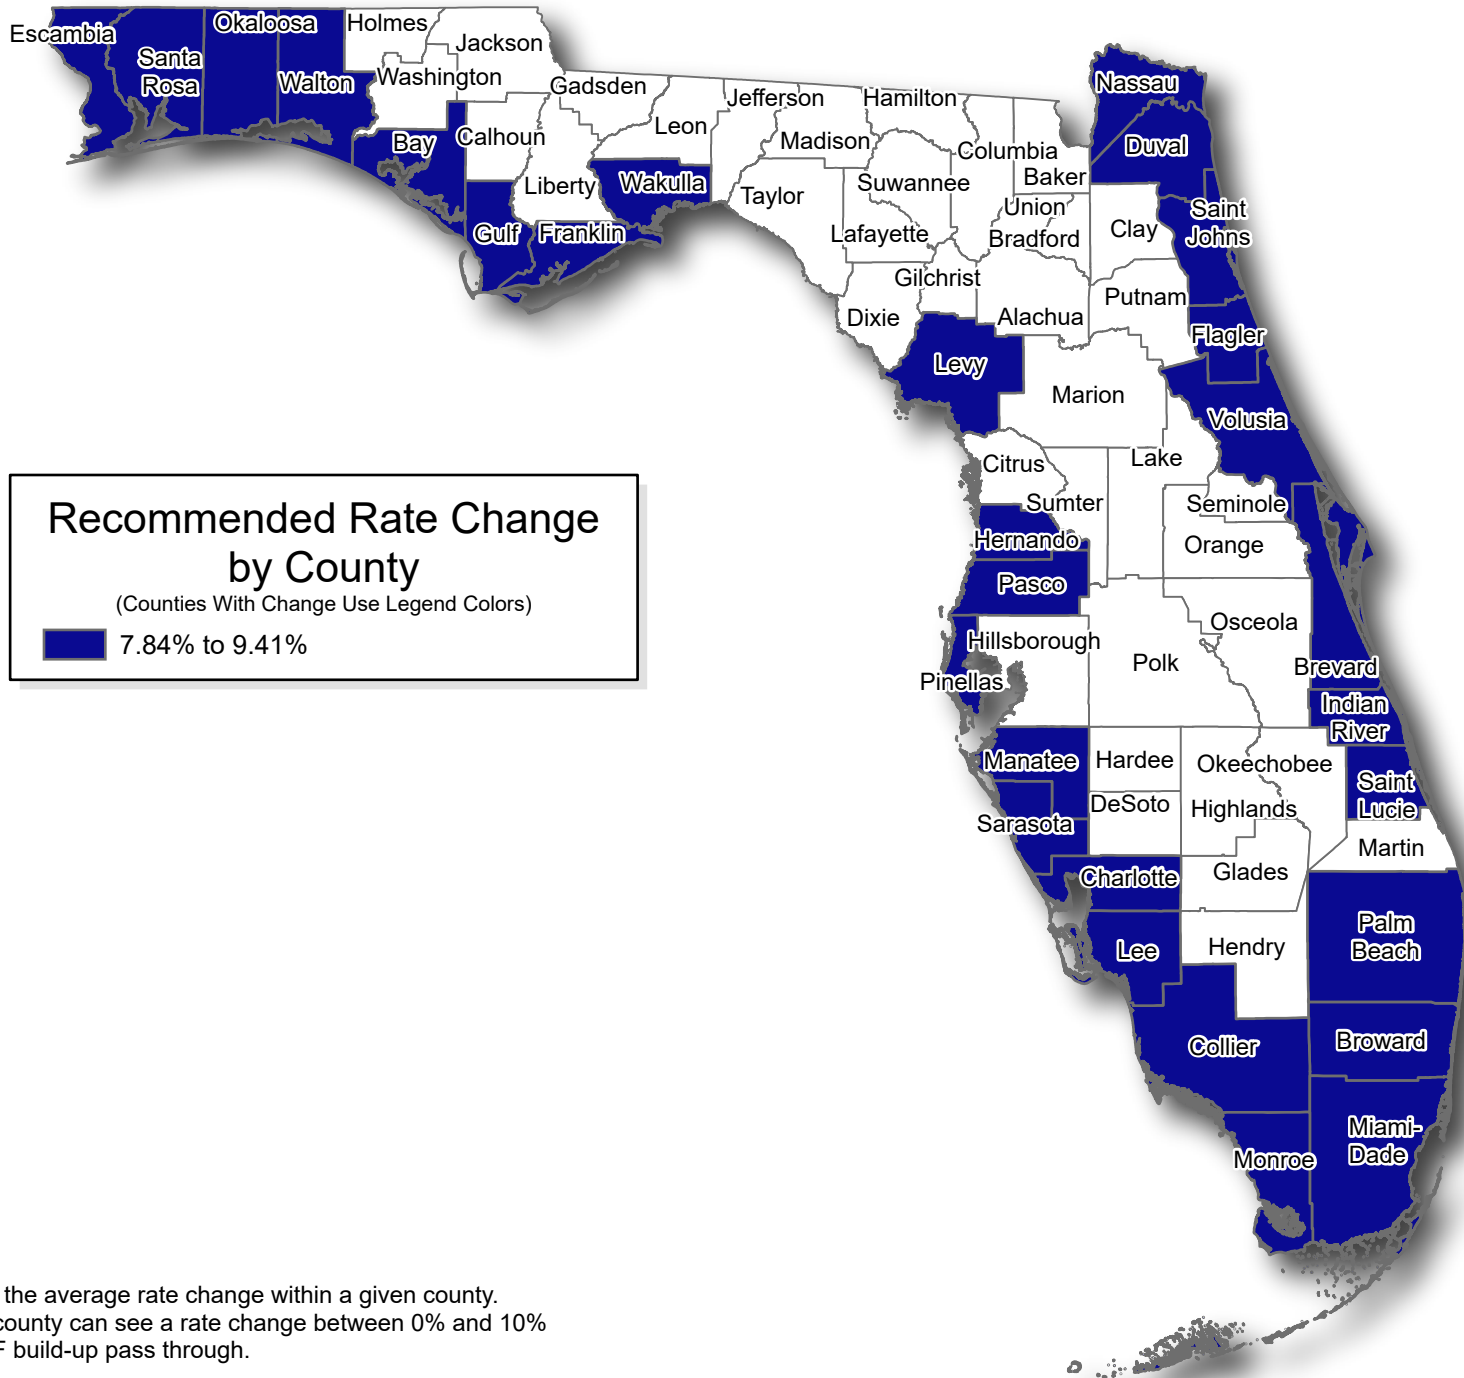 Escambia
Okaloosa
Holmes
Santa
Rosa
Walton
Jackson
Washington
Gadsden
Bay
Calhoun
Leon
Jefferson
Hamilton
Madison
Liberty
Wakulla
Gulf
Franklin
Taylor
Suwannee
Columbia
Baker
Union
Bradford
Lafayette
Gilchrist
Dixie
Alachua
Nassau
Duval
Clay
Saint
Johns
Putnam
Flagler
Levy
Marion
Volusia
Citrus
Sumter
Lake
Seminole
Orange
Hernando
Pasco
Hillsborough
Pinellas
Polk
Osceola
Brevard
Indian
River
Manatee
Hardee
Okeechobee
DeSoto
Highlands
Saint
Lucie
Sarasota
Martin
Charlotte
Glades
Lee
Hendry
Palm
Beach
Collier
Broward
Monroe
Miami-
Dade
Recommended Rate Change
by County
(Counties With Change Use Legend Colors)
7.84% to 9.41%
the average rate change within a given county.
county can see a rate change between 0% and 10%
F build-up pass through.